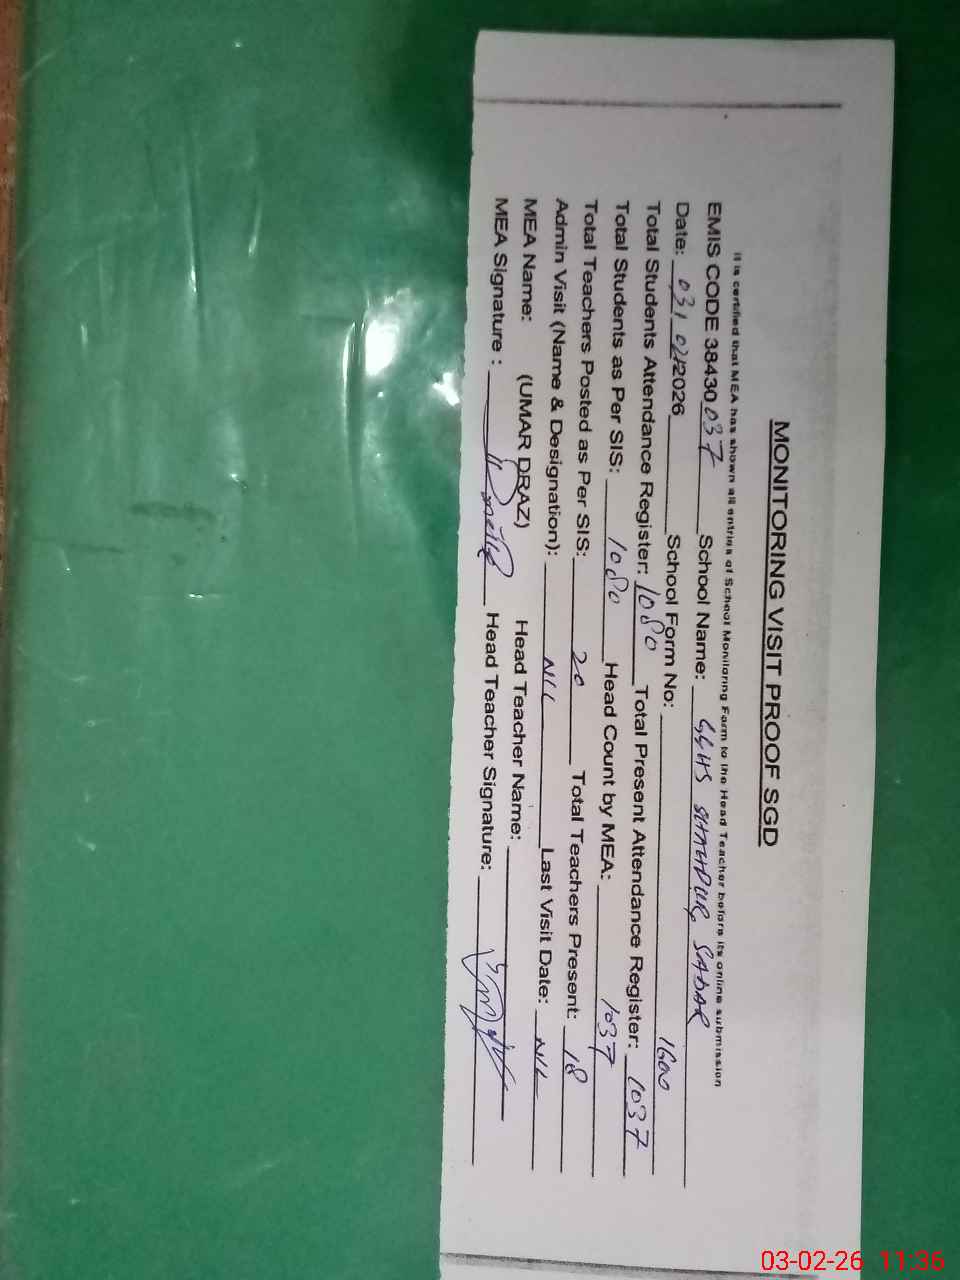 MONITORING VISIT PROOF SGD
It is certified that MEA has shown all entries of School Monitoring Form to the Head Teacher before its online submission
EMIS CODE 38430037 School Name: GGHS SHAHPUR SADAR
Date: 03/02/2026 School Form No: 1600
Total Students Attendance Register: 1080 Total Present Attendance Register: 1037
Total Students as Per SIS: 1080 Head Count by MEA: 1037
Total Teachers Posted as Per SIS: 20 Total Teachers Present: 18
Admin Visit (Name & Designation): NIL Last Visit Date: NIL
MEA Name: (UMAR DRAZ) Head Teacher Name:
MEA Signature : Head Teacher Signature:
03-02-26 11:36